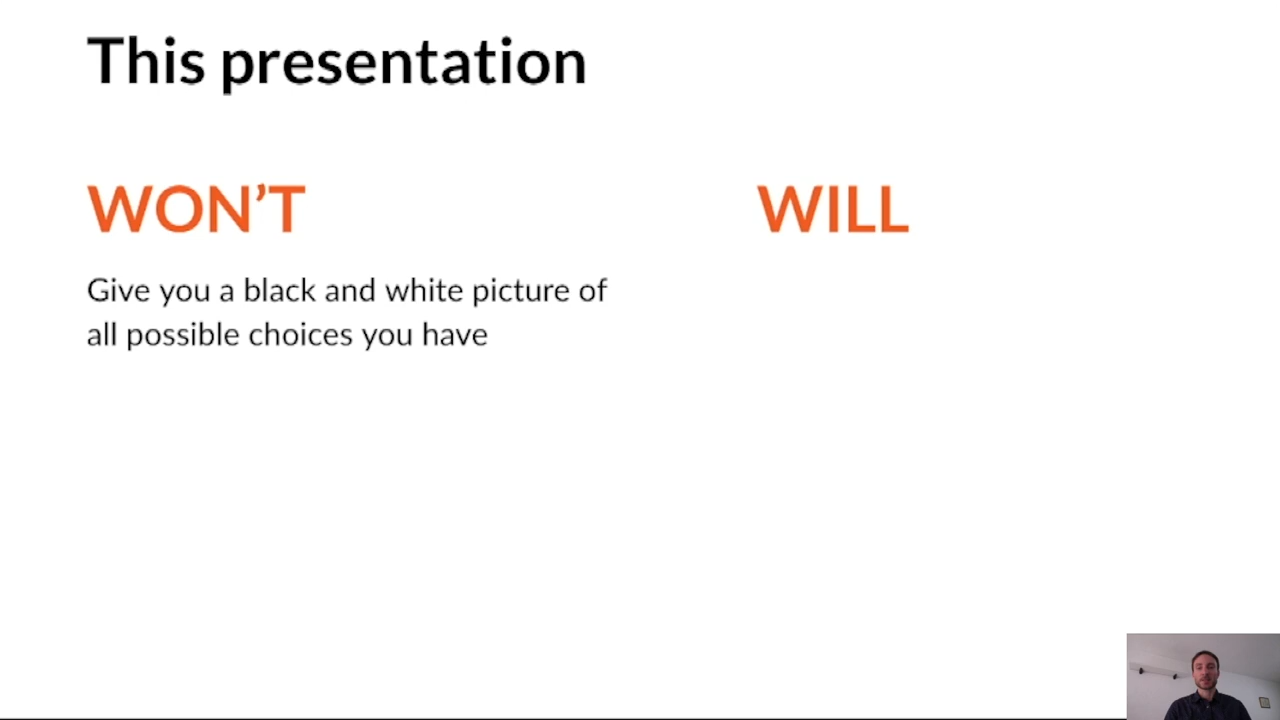 This presentation
WON’T
WILL
Give you a black and white picture of
all possible choices you have